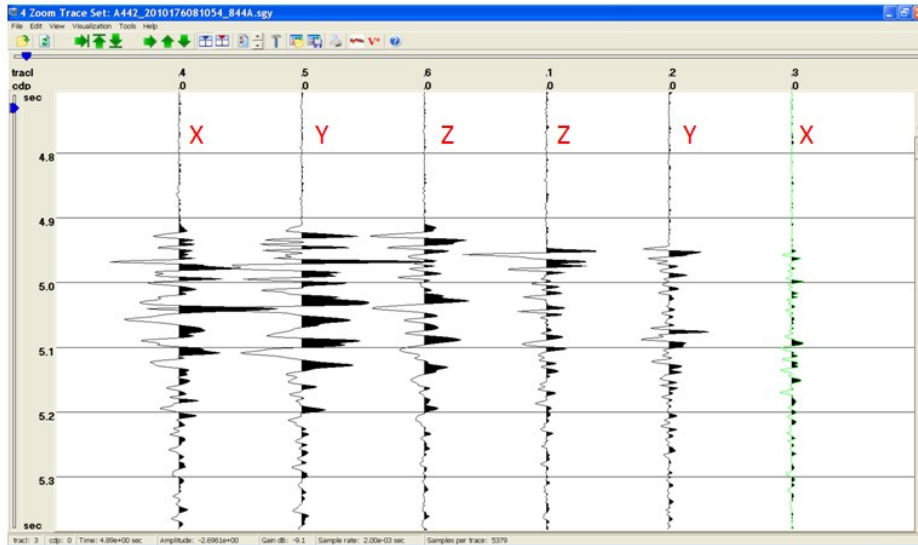 4 Zoom Trace Set: A442_2010176081054_844A.sgy
File Edit View Visualization Tools Help
tracl .4 .5 .6 .1 .2 .3
cdp .0 .0 .0 .0 .0 .0
sec
X Y Z Z Y X
4.8
4.9
5.0
5.1
5.2
5.3
sec
tracl: 3 cdp: 0 Time: 4.89e+00 sec Amplitude: -2.6961e+00 Gain dB: -9.1 Sample rate: 2.00e-03 sec Samples per trace: 5379